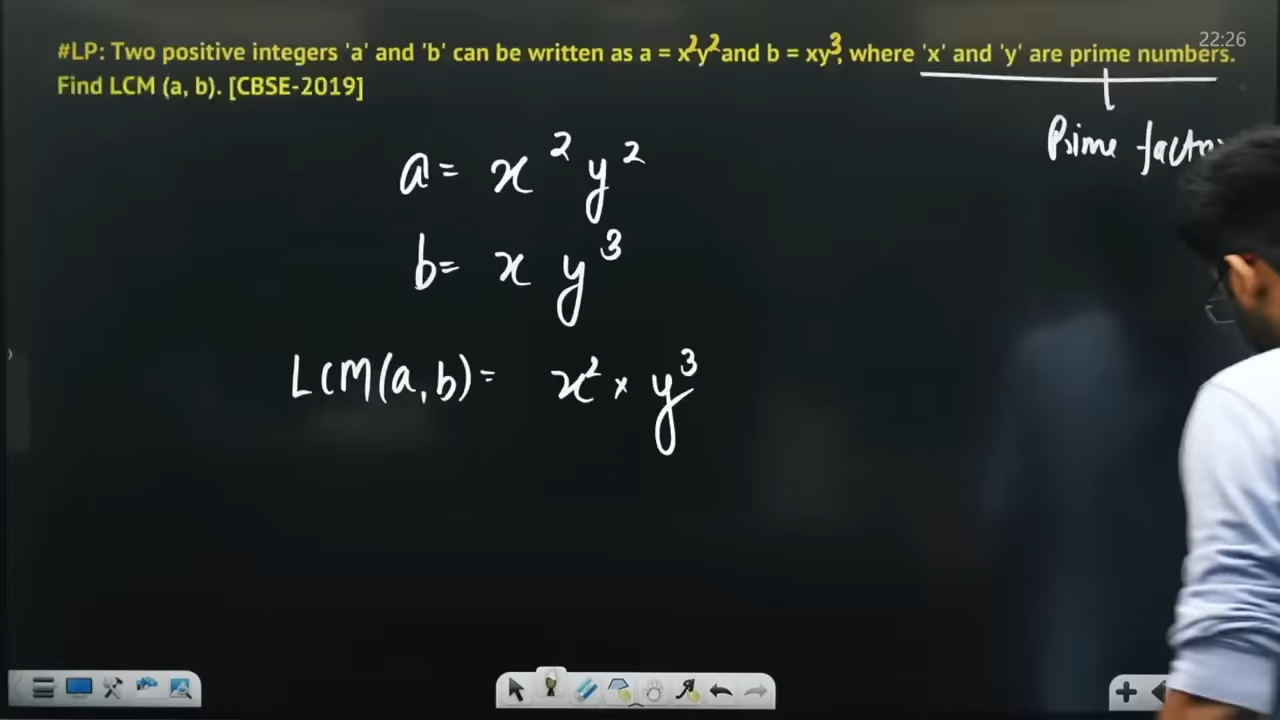 22:26
#LP: Two positive integers 'a' and 'b' can be written as a = x²y² and b = xy³, where 'x' and 'y' are prime numbers.
Find LCM (a, b). [CBSE-2019]
Prime
a = x² y²
b = x y³
LCM(a, b) = x² × y³